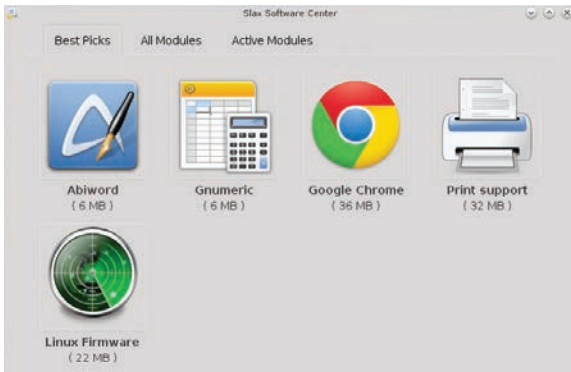 Slax Software Center
Best Picks All Modules Active Modules
Abiword Gnumeric Google Chrome Print support
( 6 MB ) ( 6 MB ) ( 36 MB ) ( 32 MB )
Linux Firmware
( 22 MB )